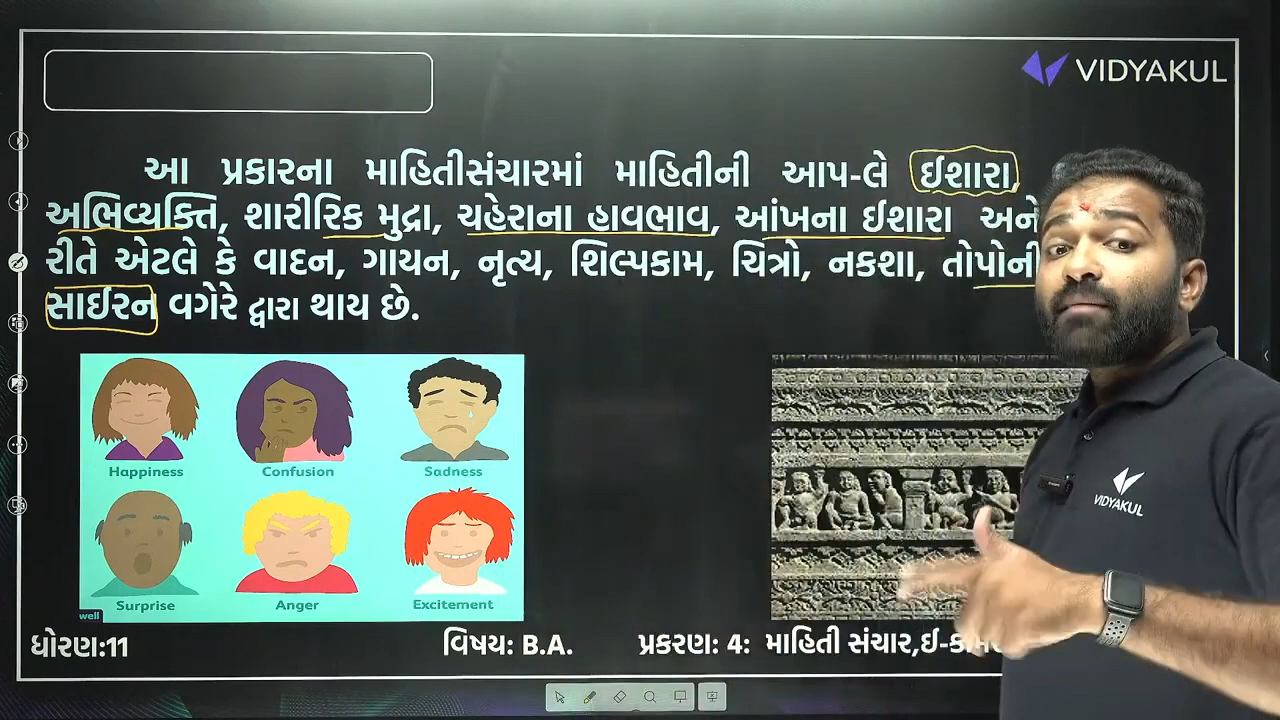 VIDYAKUL
આ પ્રકારના માહિતીસંચારમાં માહિતીની આપ-લે ઈશારા,
અભિવ્યક્તિ, શારીરિક મુદ્રા, ચહેરાના હાવભાવ, આંખના ઈશારા અને
રીતે એટલે કે વાદન, ગાયન, નૃત્ય, શિલ્પકામ, ચિત્રો, નકશા, તોપોની
સાઈરન વગેરે દ્વારા થાય છે.
Happiness
Confusion
Sadness
Surprise
Anger
Excitement
well
VIDYAKUL
ધોરણ:11
વિષય: B.A.
પ્રકરણ: 4: માહિતી સંચાર,